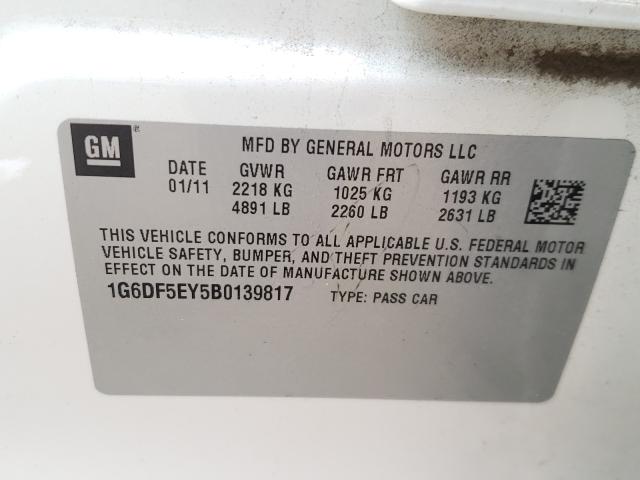 GM
MFD BY GENERAL MOTORS LLC
DATE GVWR GAWR FRT GAWR RR
01/11 2218 KG 1025 KG 1193 KG
4891 LB 2260 LB 2631 LB
THIS VEHICLE CONFORMS TO ALL APPLICABLE U.S. FEDERAL MOTOR
VEHICLE SAFETY, BUMPER, AND THEFT PREVENTION STANDARDS IN
EFFECT ON THE DATE OF MANUFACTURE SHOWN ABOVE.
1G6DF5EY5B0139817 TYPE: PASS CAR